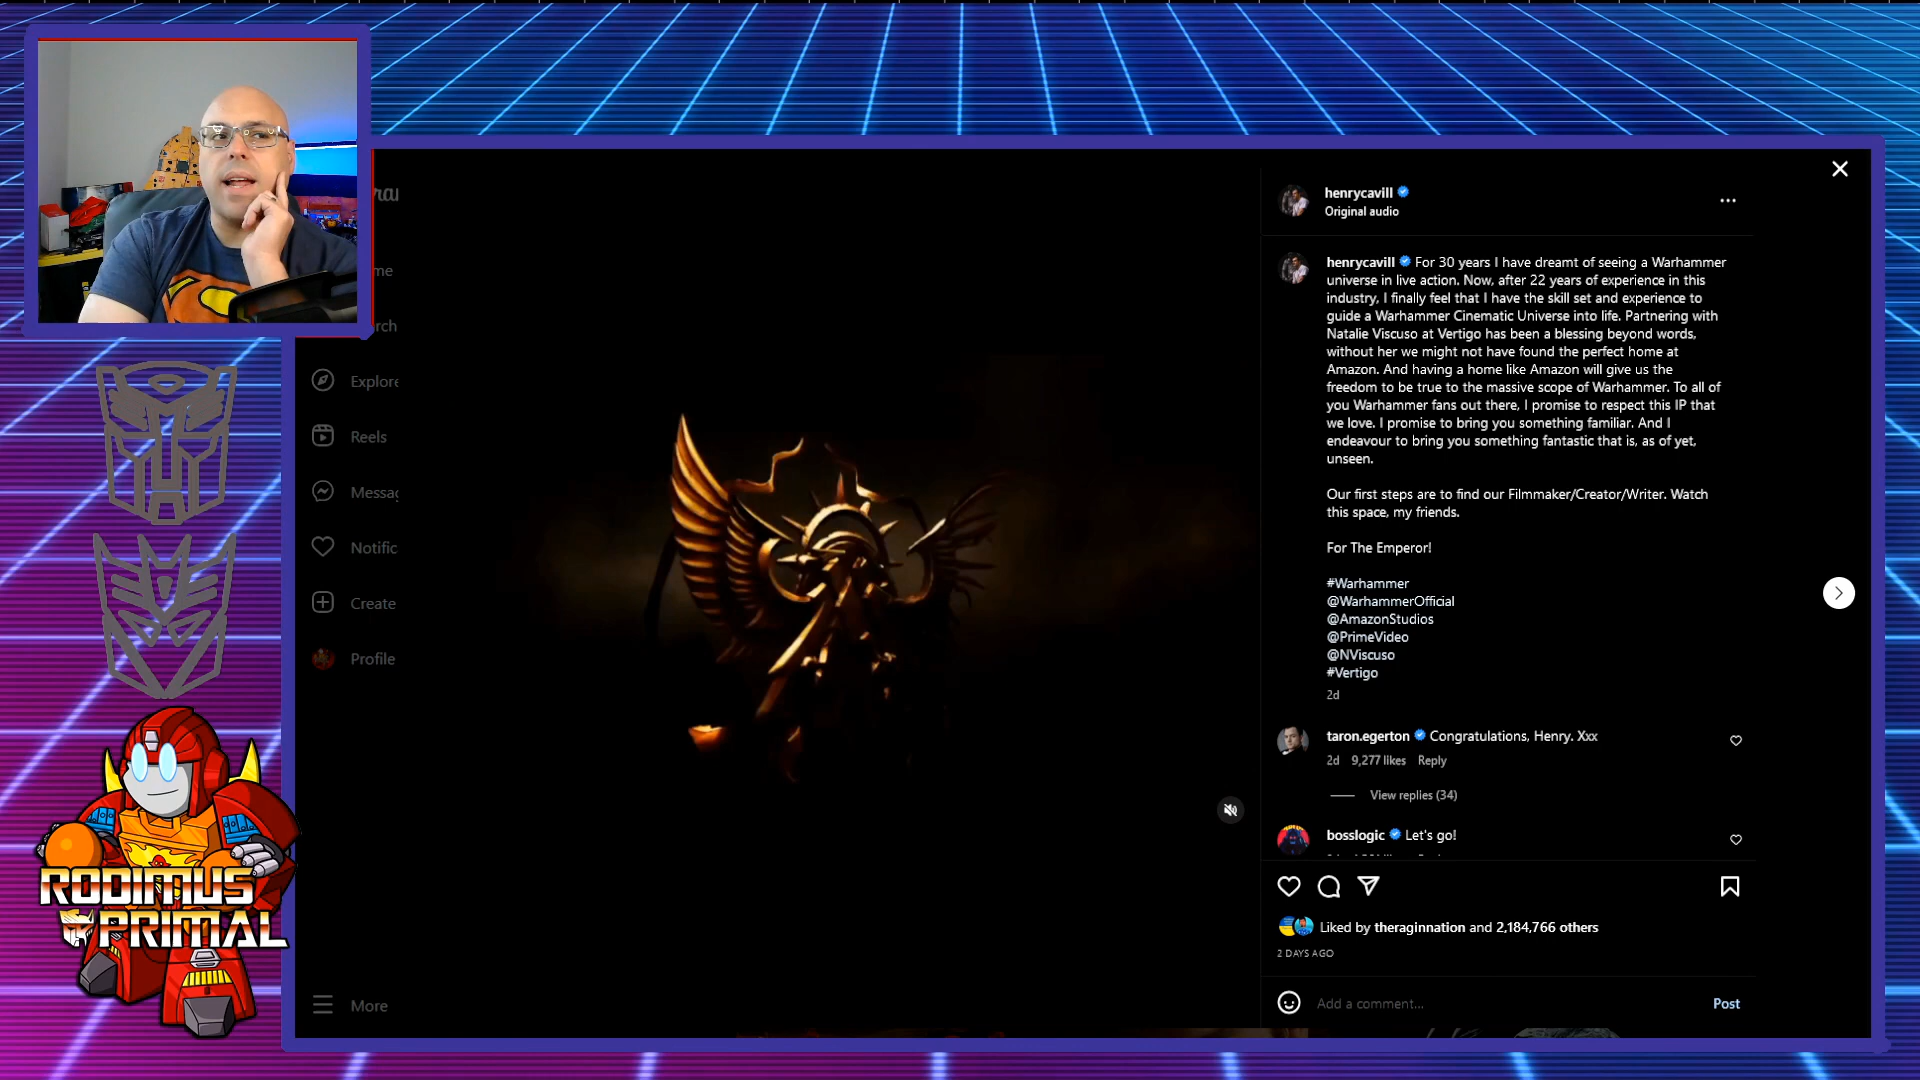 henrycavill
Original audio
henrycavill For 30 years I have dreamt of seeing a Warhammer
universe in live action. Now, after 22 years of experience in this
industry, I finally feel that I have the skill set and experience to
guide a Warhammer Cinematic Universe into life. Partnering with
Natalie Viscuso at Vertigo has been a blessing beyond words,
without her we might not have found the perfect home at
Amazon. And having a home like Amazon will give us the
freedom to be true to the massive scope of Warhammer. To all of
you Warhammer fans out there, I promise to respect this IP that
we love. I promise to bring you something familiar. And I
endeavour to bring you something fantastic that is, as of yet,
unseen.
Our first steps are to find our Filmmaker/Creator/Writer. Watch
this space, my friends.
For The Emperor!
#Warhammer
@WarhammerOfficial
@AmazonStudios
@PrimeVideo
@NViscuso
#Vertigo
2d
taron.egerton Congratulations, Henry. Xxx
2d 9,277 likes Reply
View replies (34)
bosslogic Let's go!
Liked by theraginnation and 2,184,766 others
2 DAYS AGO
Add a comment...
Post
ram
me
rch
Explore
Reels
Messag
Notific
Create
Profile
More
RODIMUS
PRIMAL